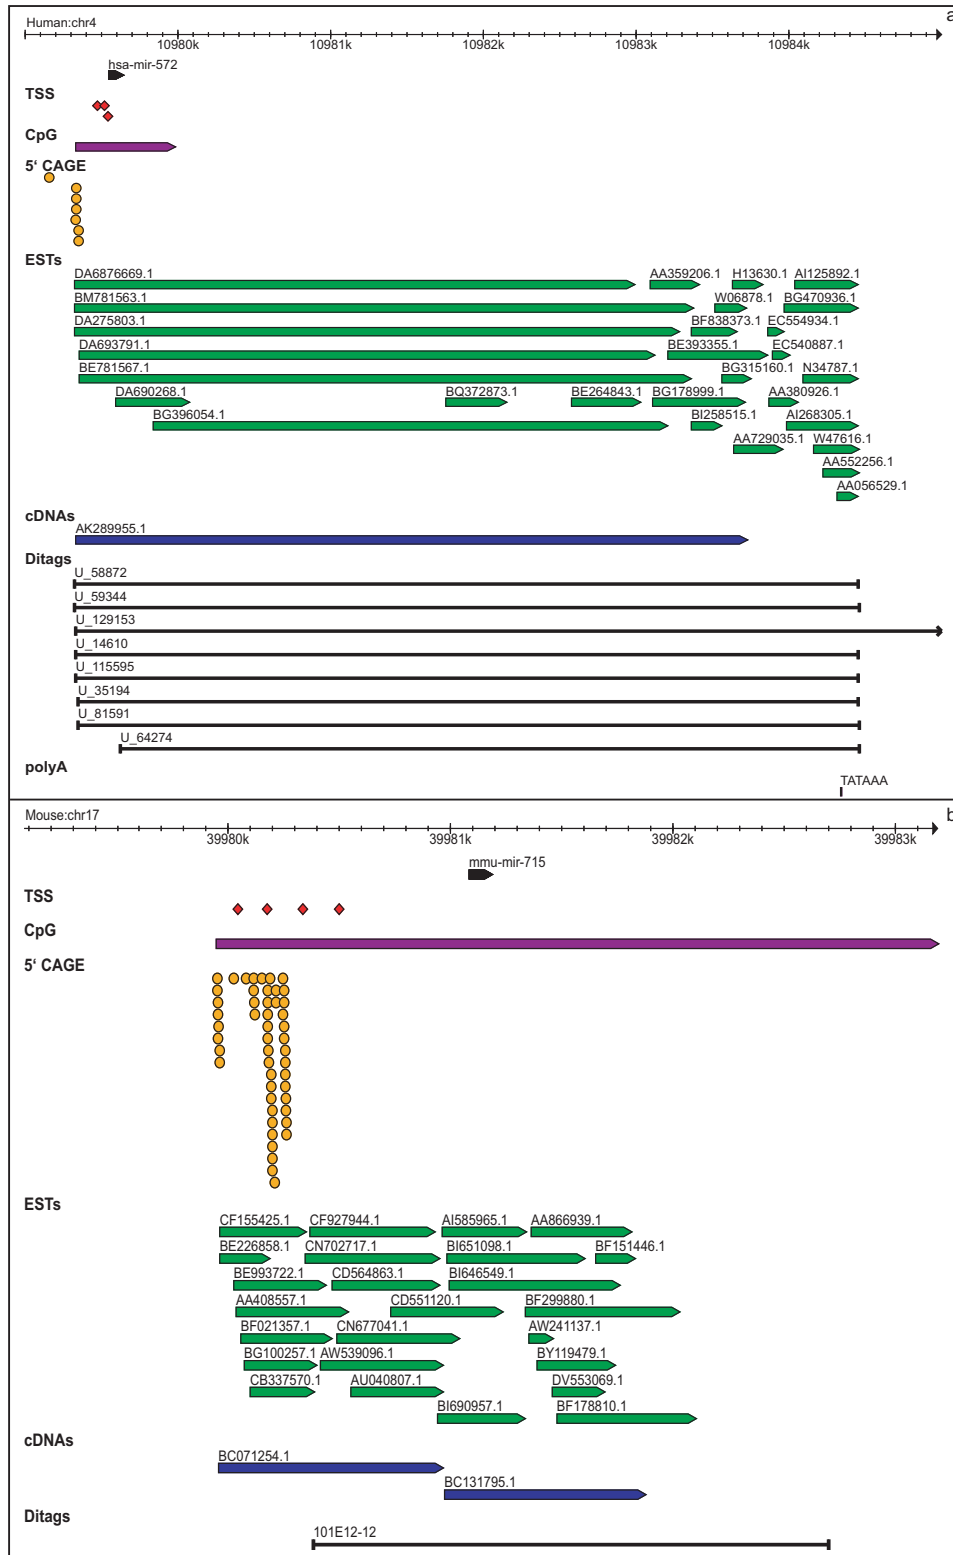 a
Human:chr4
10980k 10981k 10982k 10983k 10984k
hsa-mir-572
TSS
CpG
5‘ CAGE
ESTs
DA6876669.1 AA359206.1 H13630.1 AI125892.1
BM781563.1 W06878.1 BG470936.1
DA275803.1 BF838373.1 EC554934.1
DA693791.1 BE393355.1 EC540887.1
BE781567.1 BG315160.1 N34787.1
DA690268.1 BQ372873.1 BE264843.1 BG178999.1 AA380926.1
BG396054.1 BI258515.1 AI268305.1
AA729035.1 W47616.1
AA552256.1
AA056529.1
cDNAs
AK289955.1
Ditags
U_58872
U_59344
U_129153
U_14610
U_115595
U_35194
U_81591
U_64274
polyA
TATAAA
b
Mouse:chr17
39980k 39981k 39982k 39983k
mmu-mir-715
TSS
CpG
5‘ CAGE
ESTs
CF155425.1 CF927944.1 AI585965.1 AA866939.1
BE226858.1 CN702717.1 BI651098.1 BF151446.1
BE993722.1 CD564863.1 BI646549.1
AA408557.1 CD551120.1 BF299880.1
BF021357.1 CN677041.1 AW241137.1
BG100257.1 AW539096.1 BY119479.1
CB337570.1 AU040807.1 DV553069.1
BI690957.1 BF178810.1
cDNAs
BC071254.1
BC131795.1
Ditags
101E12-12